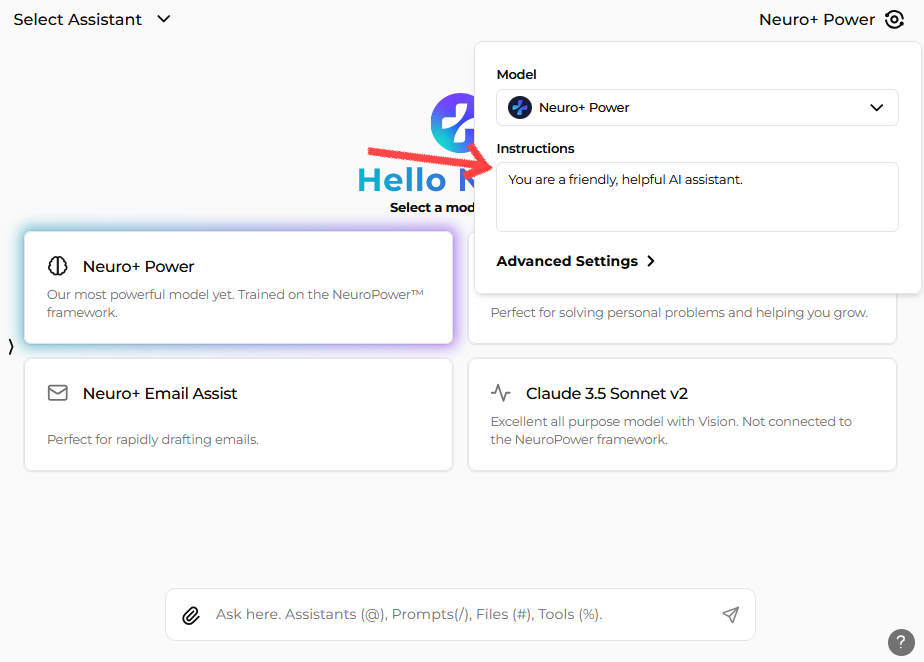 Select Assistant
Neuro+ Power
Model
Neuro+ Power
Instructions
You are a friendly, helpful AI assistant.
Advanced Settings
Hello
Select a mod
Neuro+ Power
Our most powerful model yet. Trained on the NeuroPower™
framework.
Perfect for solving personal problems and helping you grow.
Neuro+ Email Assist
Perfect for rapidly drafting emails.
Claude 3.5 Sonnet v2
Excellent all purpose model with Vision. Not connected to
the NeuroPower framework.
Ask here. Assistants (@), Prompts(/), Files (#), Tools (%).
?